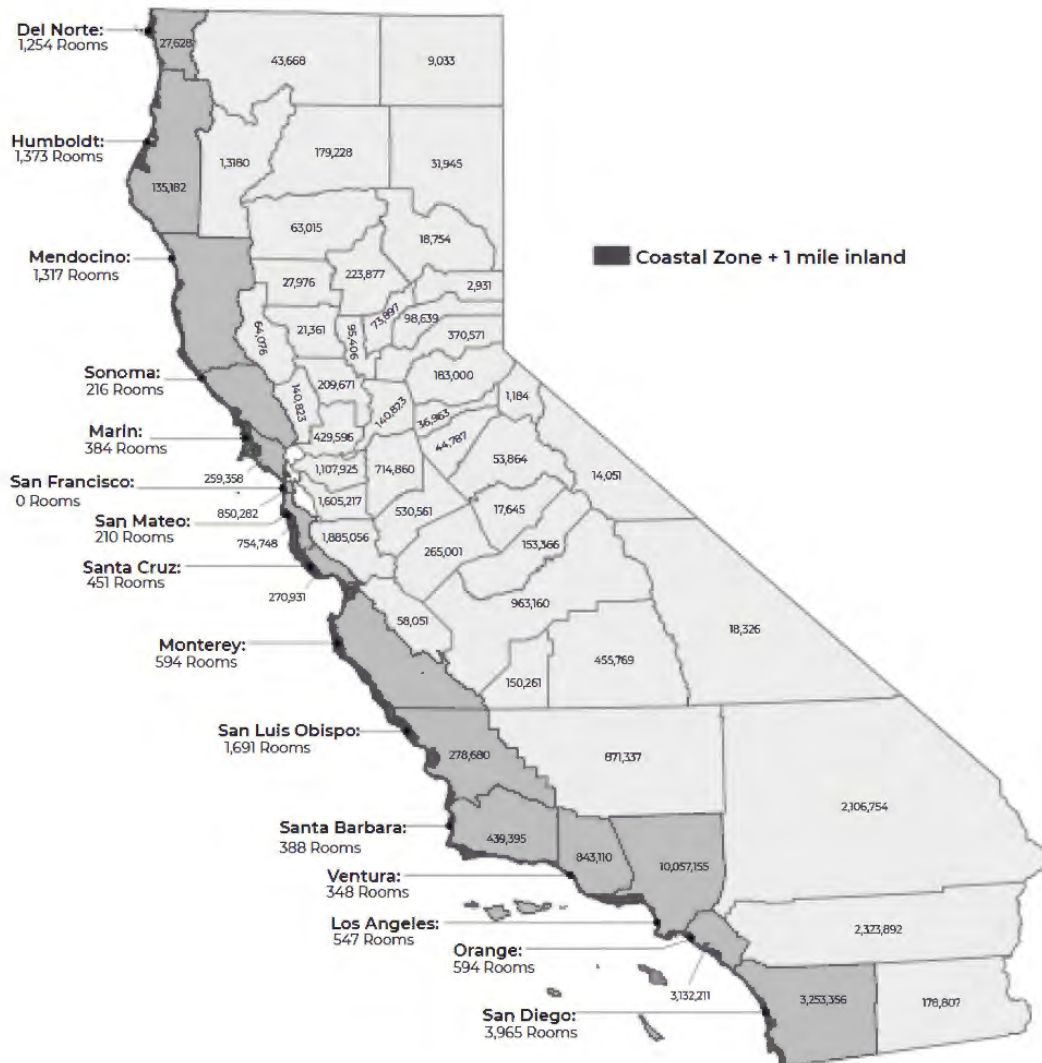 Del Norte:
1,254 Rooms
27,628
43,668
9,033
Humboldt:
1,373 Rooms
135,182
1,3180
179,228
31,945
63,015
18,754
Mendocino:
1,317 Rooms
Coastal Zone + 1 mile inland
223,877
27,976
2,931
73,897
98,639
64,076
21,361
95,406
370,571
Sonoma:
216 Rooms
183,000
209,671
1,184
140,823
140,823
36,963
Marin:
384 Rooms
429,596
44,787
53,864
259,358
1,107,925
714,860
14,051
San Francisco:
0 Rooms
850,282
1,605,217
530,561
17,645
San Mateo:
210 Rooms
754,748
1,885,056
265,001
153,366
Santa Cruz:
451 Rooms
270,931
963,160
58,051
18,326
Monterey:
594 Rooms
455,769
150,261
San Luis Obispo:
1,691 Rooms
278,680
871,337
2,106,754
Santa Barbara:
388 Rooms
439,395
843,110
10,057,155
Ventura:
348 Rooms
Los Angeles:
547 Rooms
2,323,892
Orange:
594 Rooms
3,132,211
San Diego:
3,965 Rooms
3,253,356
178,807